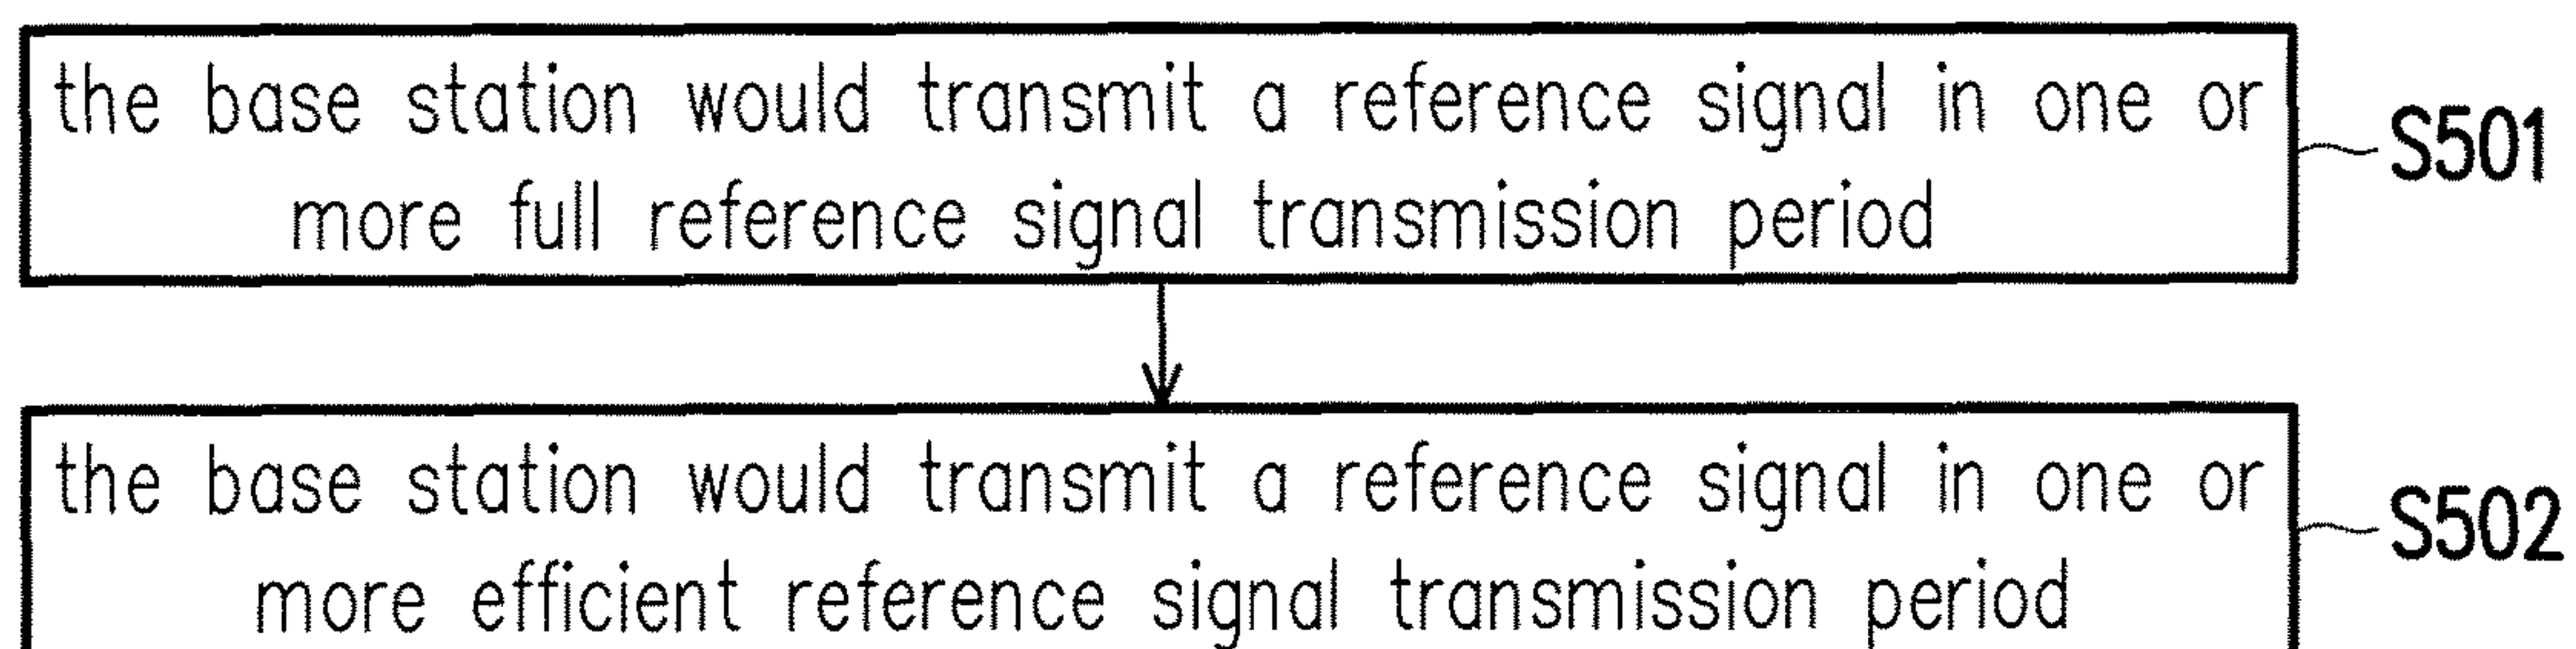 the base station would transmit a reference signal in one or
more full reference signal transmission period
S501
the base station would transmit a reference signal in one or
more efficient reference signal transmission period
S502